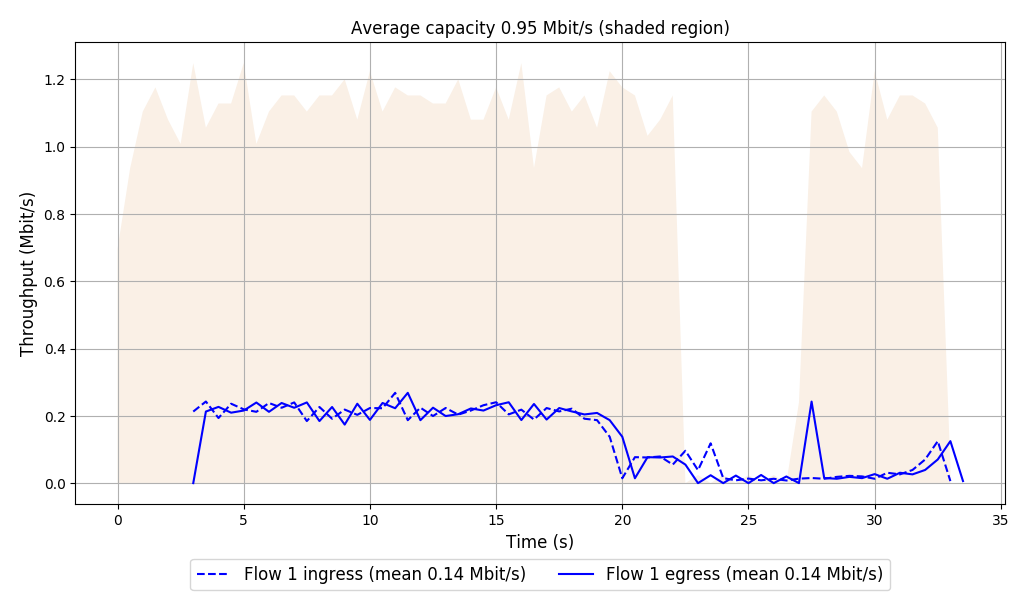 Average capacity 0.95 Mbit/s (shaded region)
Throughput (Mbit/s)
1.2
1.0
0.8
0.6
0.4
0.2
0.0
0 5 10 15 20 25 30 35
Time (s)
Flow 1 ingress (mean 0.14 Mbit/s) Flow 1 egress (mean 0.14 Mbit/s)